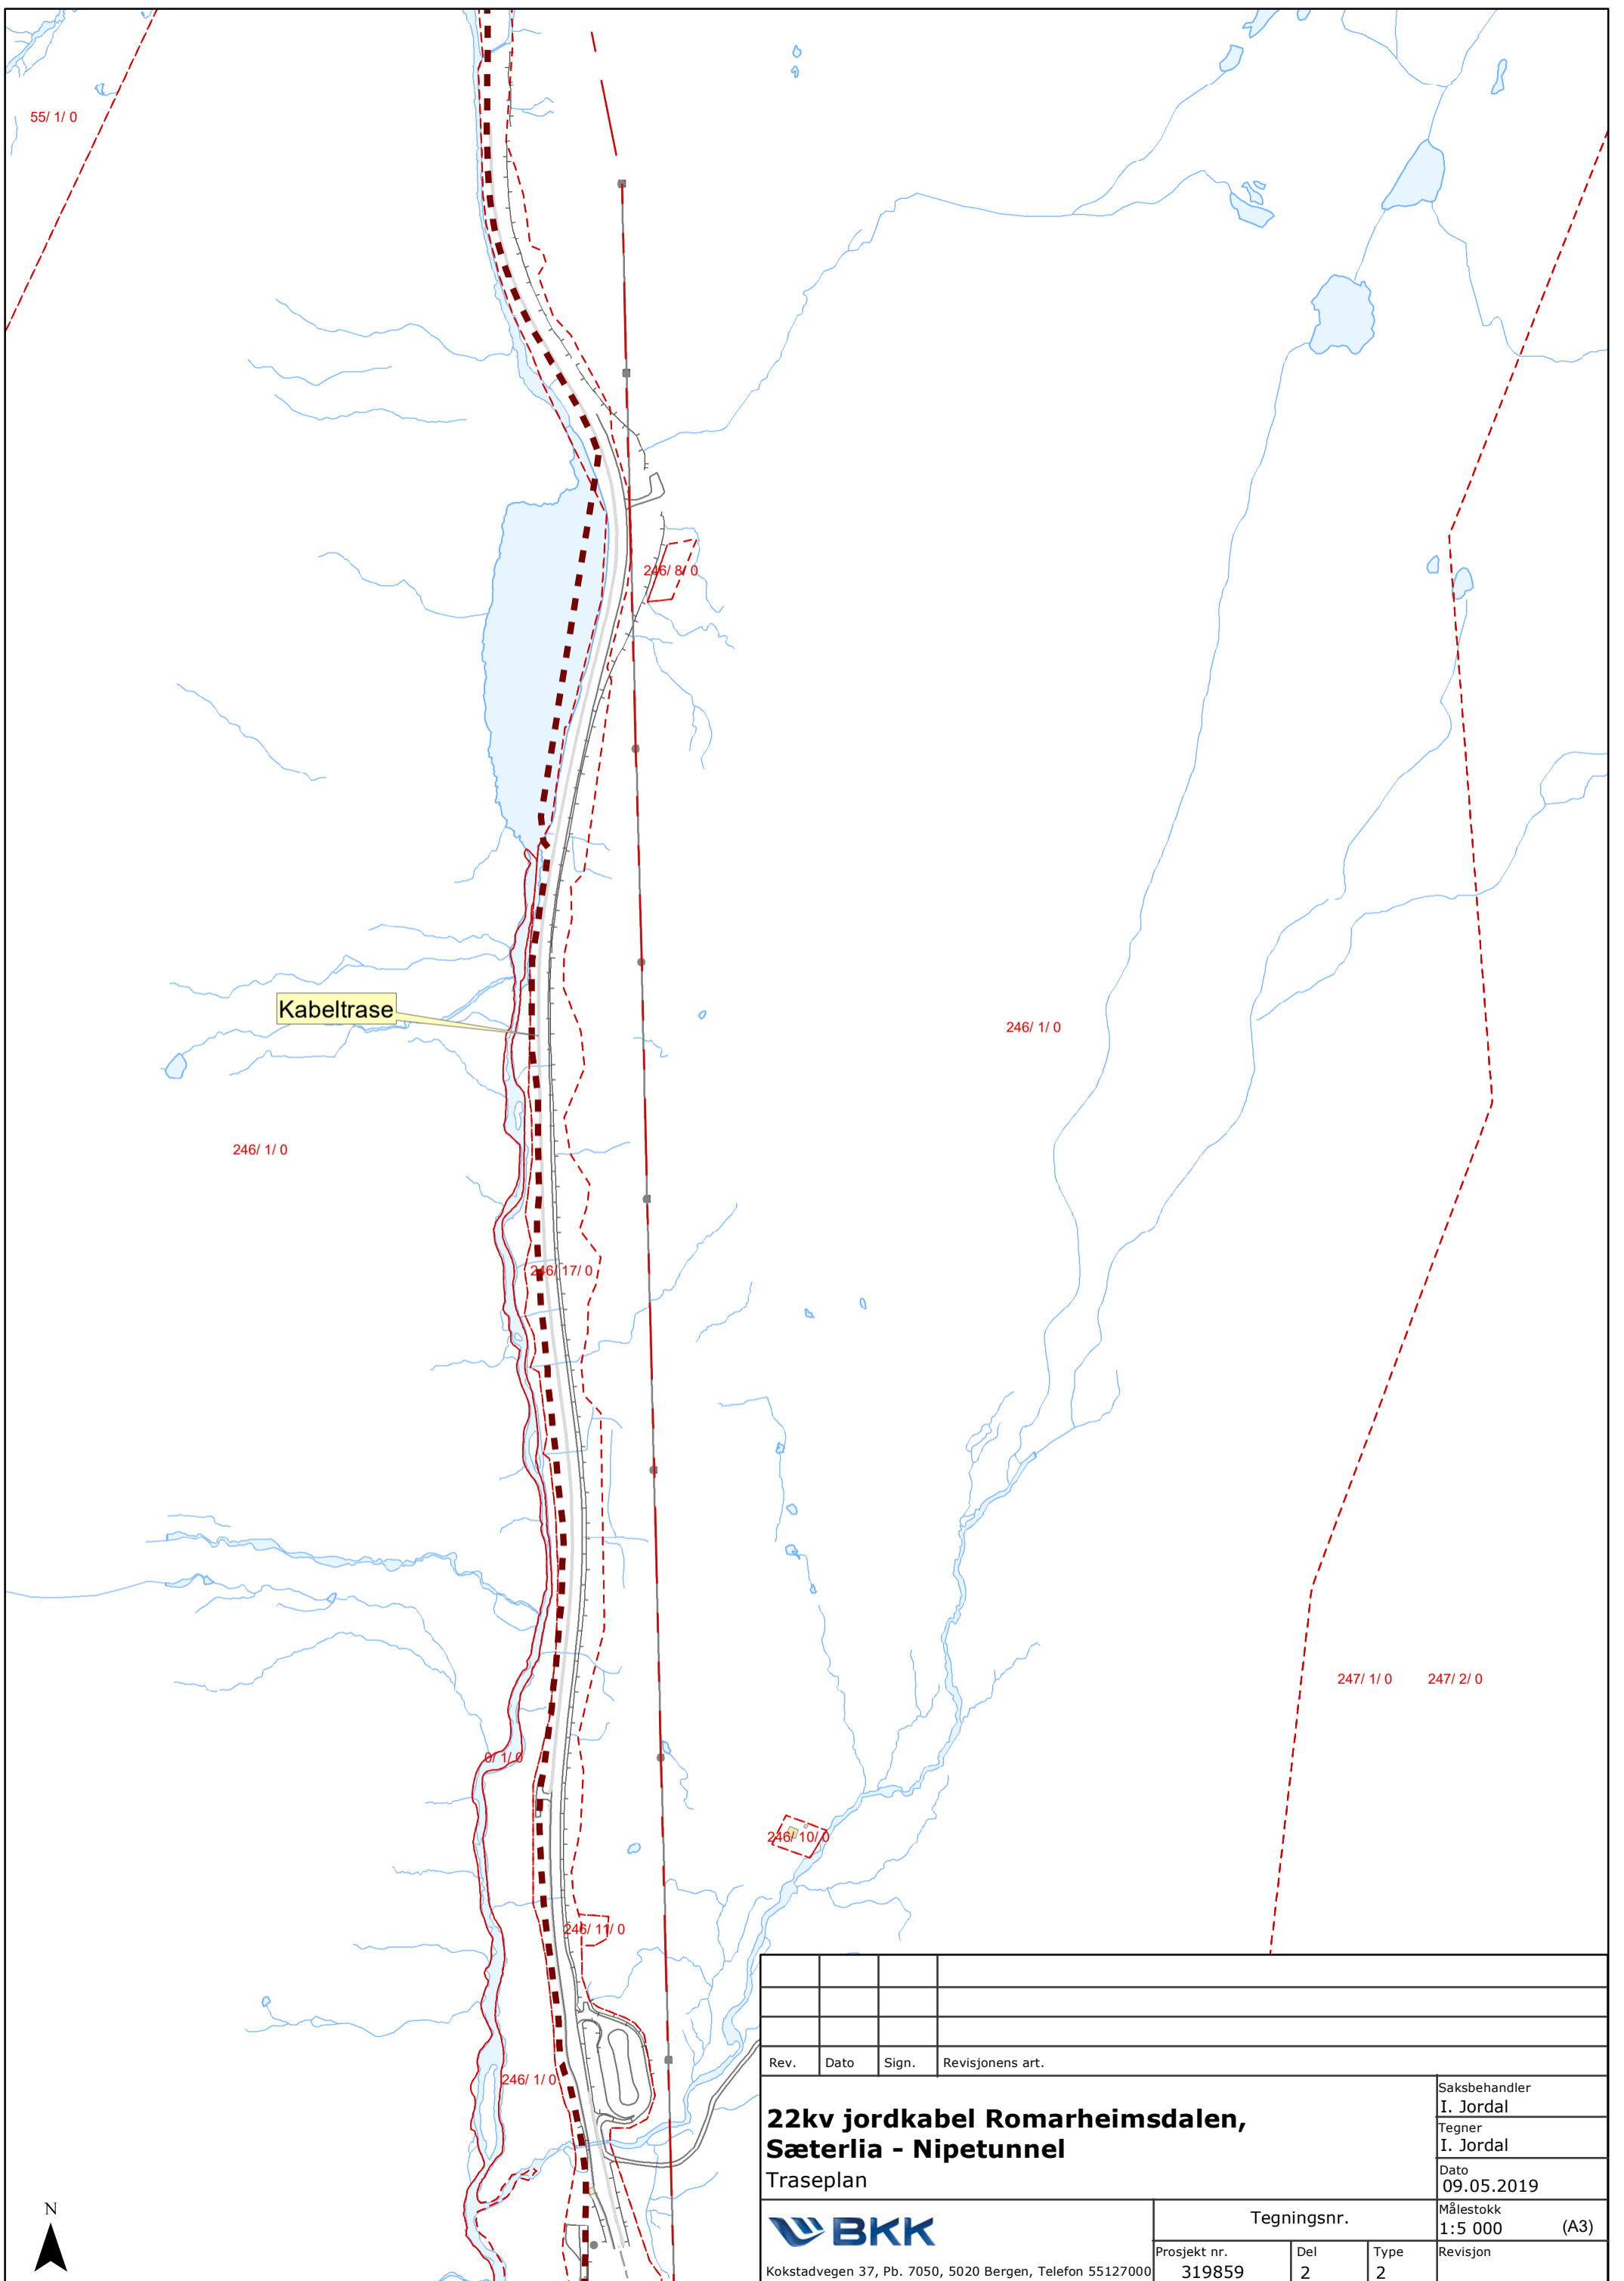 55/ 1/ 0
246/ 8/ 0
Kabeltrase
246/ 1/ 0
246/ 1/ 0
246/ 17/ 0
247/ 1/ 0 247/ 2/ 0
0/ 1/ 0
246/ 10/ 0
246/ 11/ 0
246/ 1/ 0
N
Rev. Dato Sign. Revisjonens art.
22kv jordkabel Romarheimsdalen,
Sæterlia - Nipetunnel
Traseplan
Saksbehandler
I. Jordal
Tegner
I. Jordal
Dato
09.05.2019
BKK
Kokstadvegen 37, Pb. 7050, 5020 Bergen, Telefon 55127000
Tegningsnr.
Målestokk
1:5 000 (A3)
Prosjekt nr. Del Type Revisjon
319859 2 2